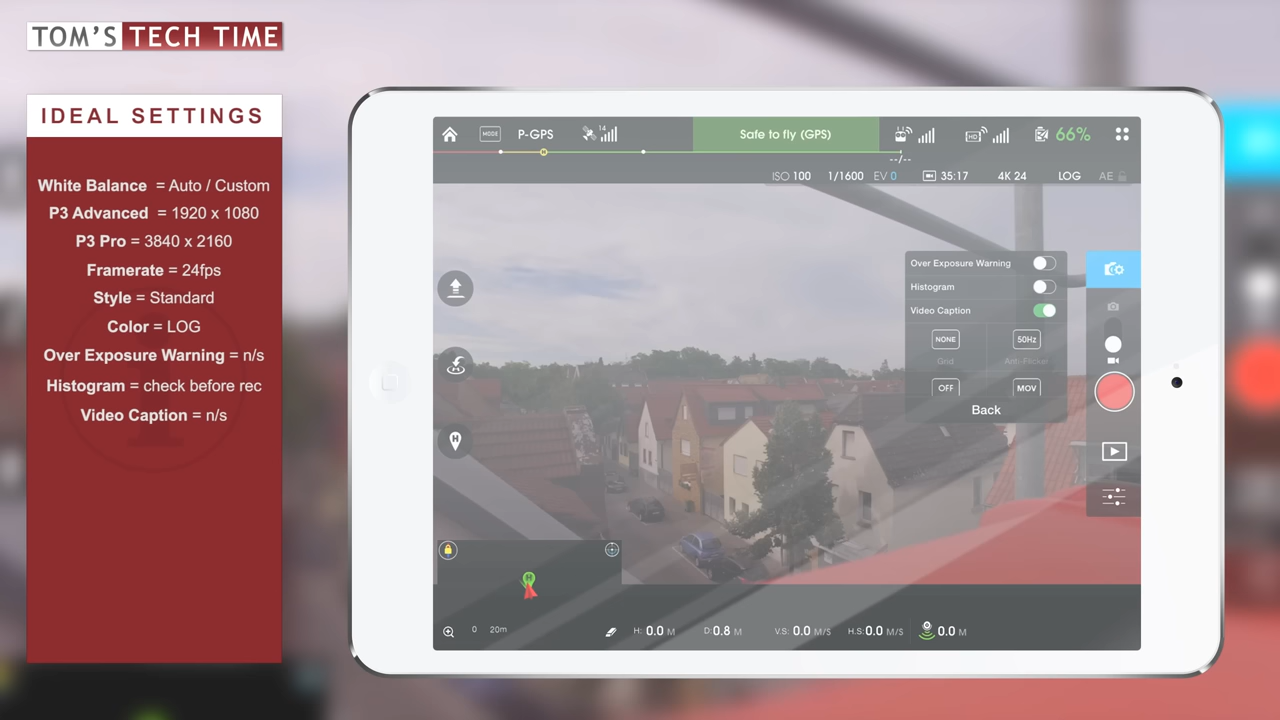 TOM'S TECH TIME
IDEAL SETTINGS
White Balance = Auto / Custom
P3 Advanced = 1920 x 1080
P3 Pro = 3840 x 2160
Framerate = 24fps
Style = Standard
Color = LOG
Over Exposure Warning = n/s
Histogram = check before rec
Video Caption = n/s
MODE P-GPS 14 Safe to fly (GPS) HD 66%
H --/--
ISO 100 1/1600 EV 0 35:17 4K 24 LOG AE
Over Exposure Warning
Histogram
Video Caption
NONE 50Hz
Grid Anti-Flicker
OFF MOV
Back
H
H
0 20m H: 0.0 M D:0.8 M V.S: 0.0 M/S H.S:0.0 M/S 0.0 M